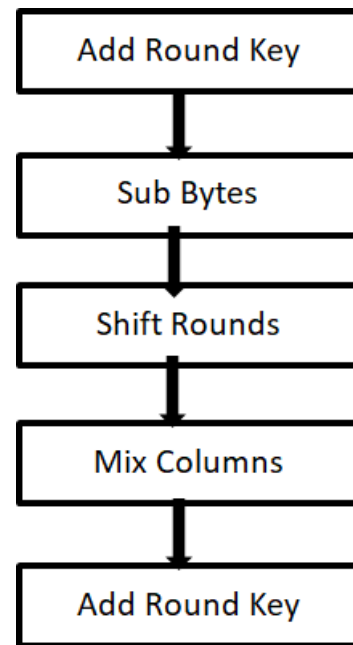 Add Round Key
Sub Bytes
Shift Rounds
Mix Columns
Add Round Key